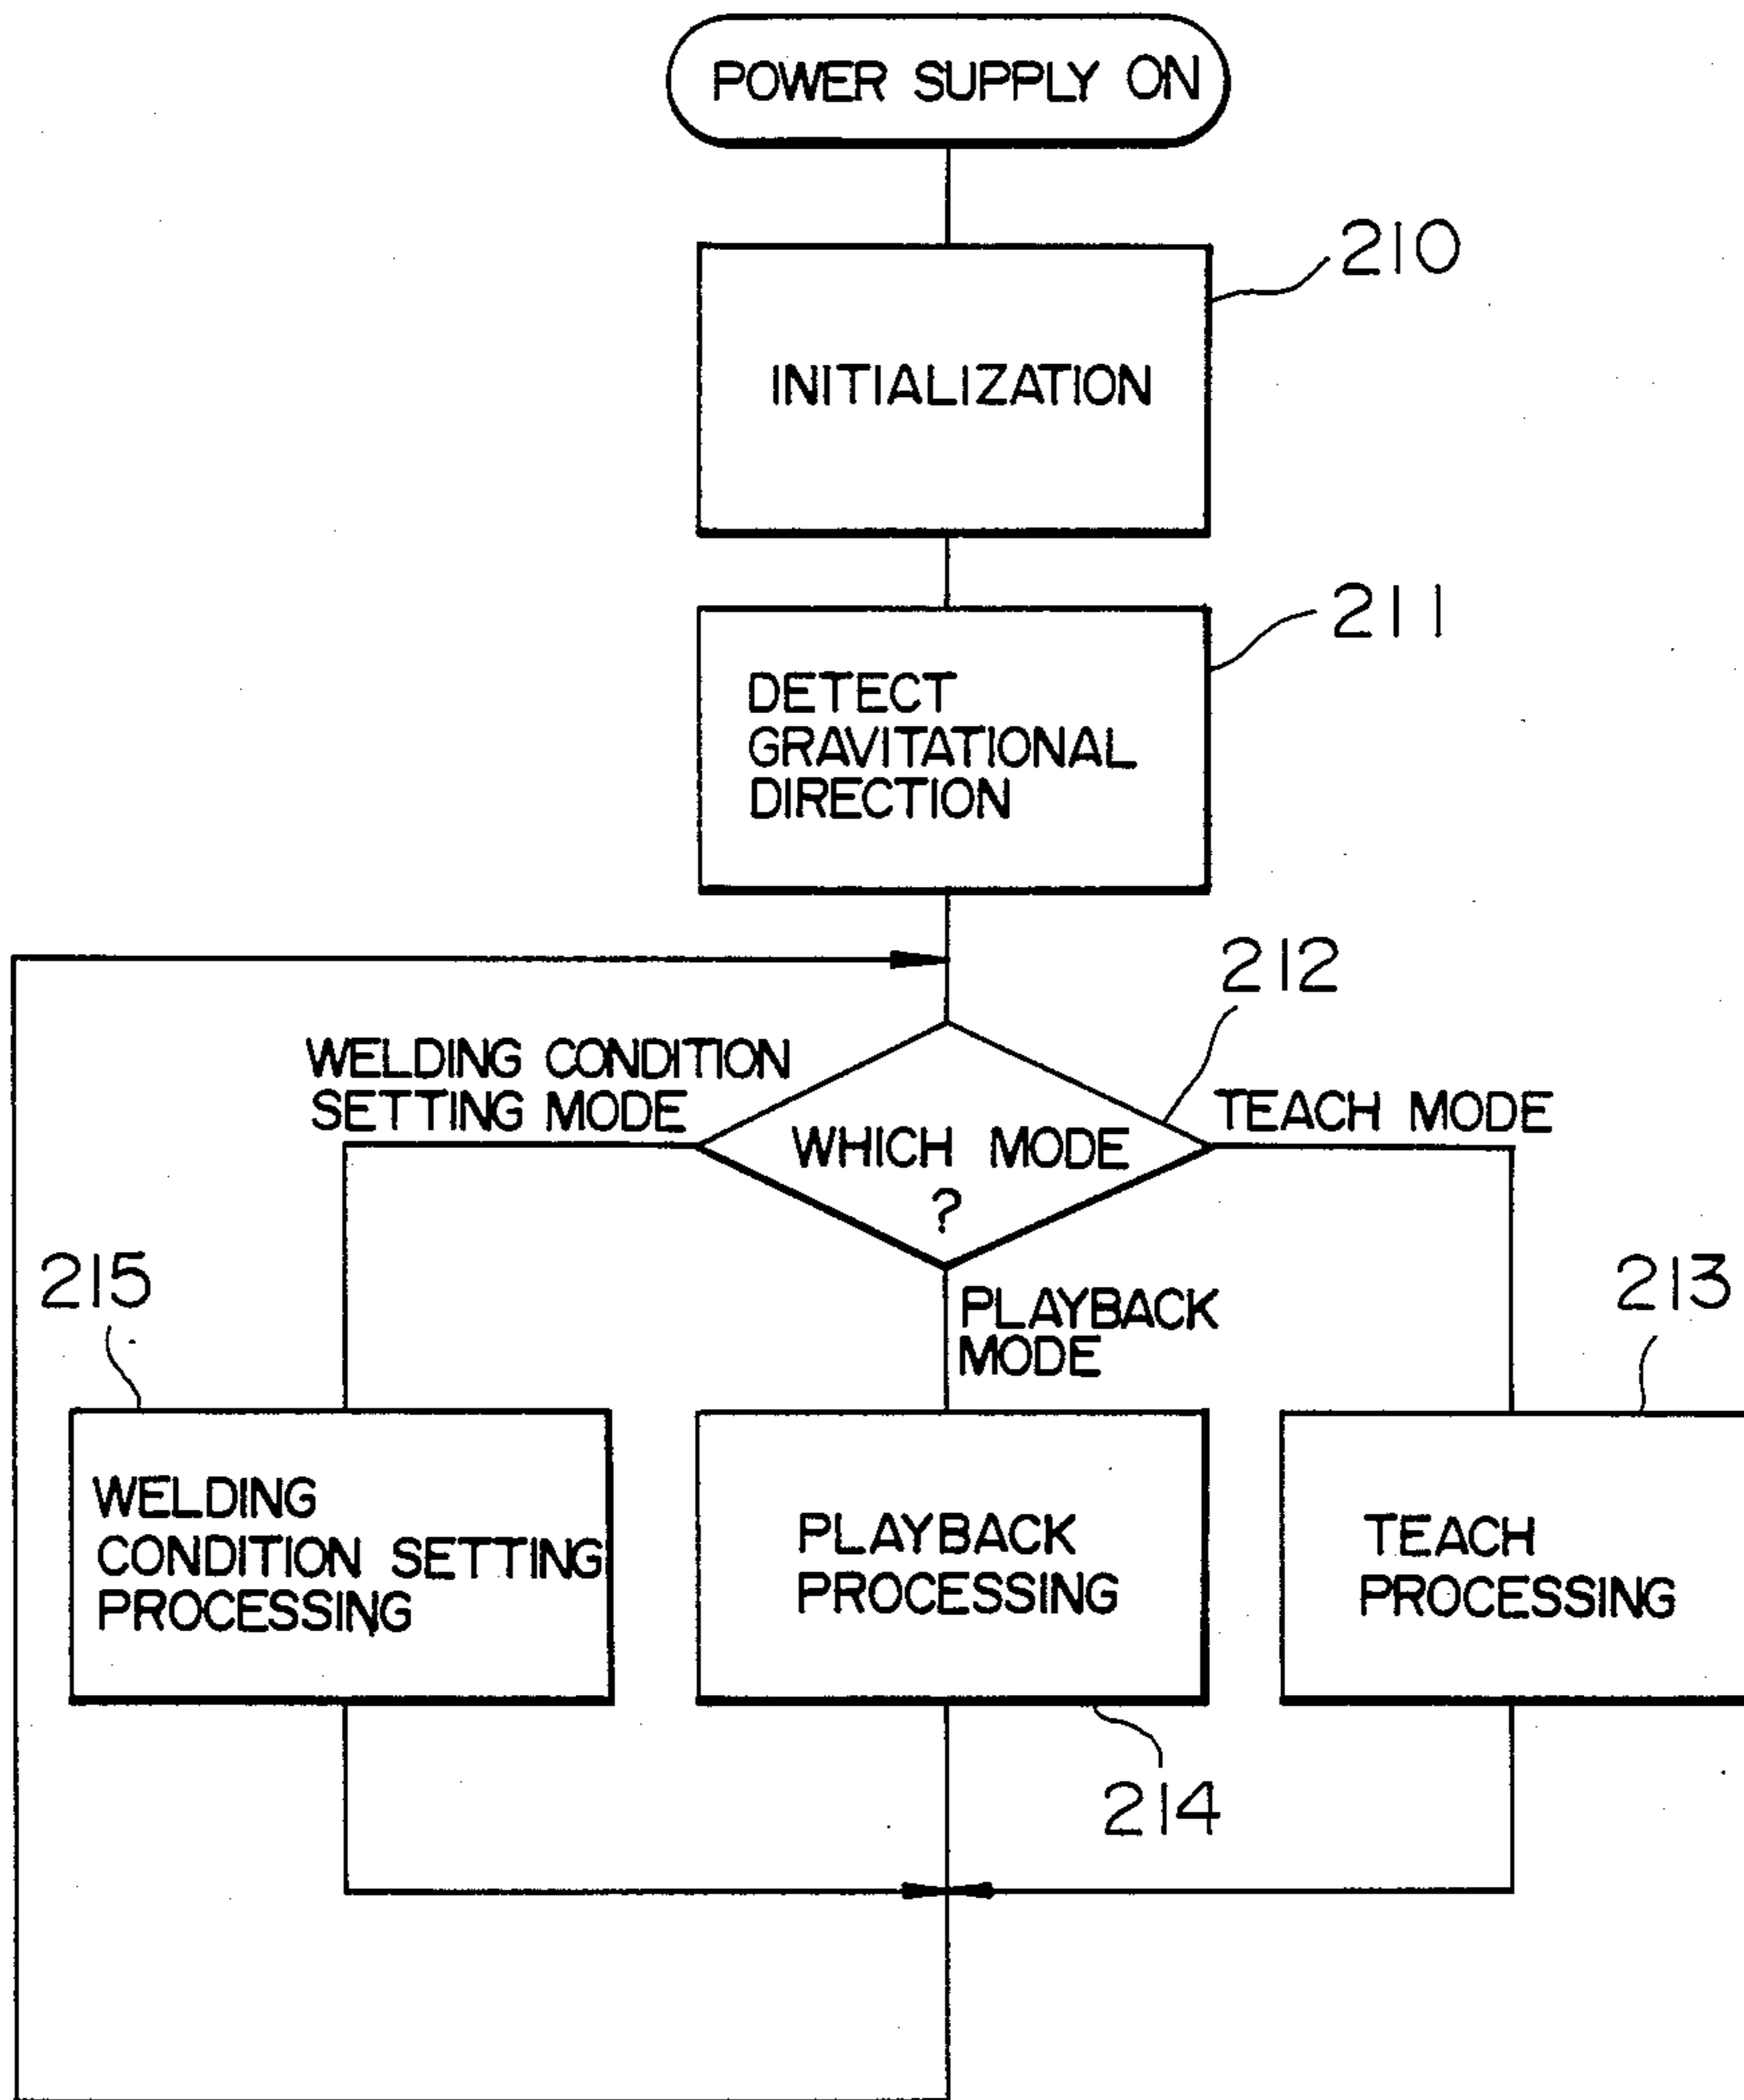 POWER SUPPLY ON
210
INITIALIZATION
211
DETECT
GRAVITATIONAL
DIRECTION
212
WELDING CONDITION
SETTING MODE
TEACH MODE
WHICH MODE
?
215
213
PLAYBACK
MODE
WELDING
CONDITION SETTING
PROCESSING
PLAYBACK
PROCESSING
TEACH
PROCESSING
214